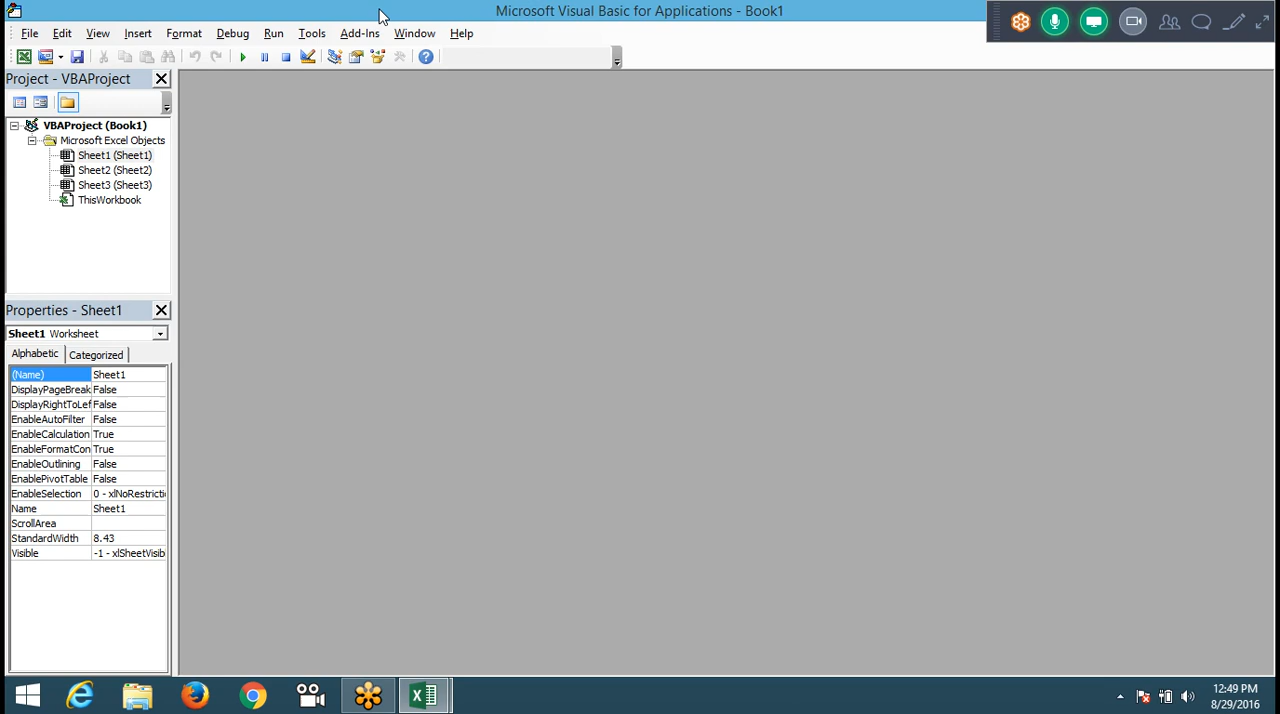 Microsoft Visual Basic for Applications - Book1
File Edit View Insert Format Debug Run Tools Add-Ins Window Help
Project - VBAProject
VBAProject (Book1)
Microsoft Excel Objects
Sheet1 (Sheet1)
Sheet2 (Sheet2)
Sheet3 (Sheet3)
ThisWorkbook
Properties - Sheet1
Sheet1 Worksheet
Alphabetic Categorized
(Name) Sheet1
DisplayPageBreak False
DisplayRightToLef False
EnableAutoFilter False
EnableCalculation True
EnableFormatCon True
EnableOutlining False
EnablePivotTable False
EnableSelection 0 - xlNoRestricti
Name Sheet1
ScrollArea
StandardWidth 8.43
Visible -1 - xlSheetVisib
12:49 PM
8/29/2016